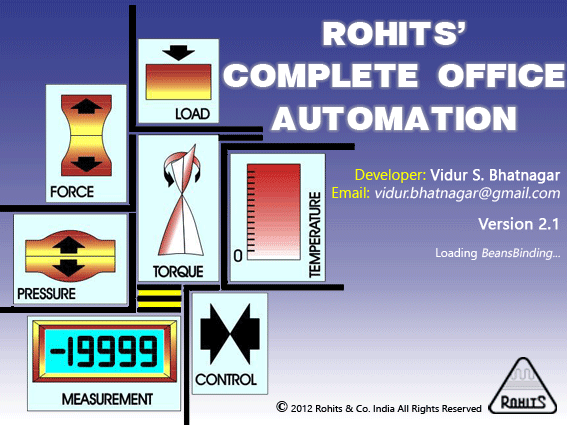 ROHITS'
COMPLETE OFFICE
AUTOMATION
LOAD
FORCE
Developer: Vidur S. Bhatnagar
Email: vidur.bhatnagar@gmail.com
Version 2.1
Loading BeansBinding...
TORQUE
0
TEMPERATURE
PRESSURE
-19999
MEASUREMENT
CONTROL
© 2012 Rohits & Co. India All Rights Reserved
ROHITS